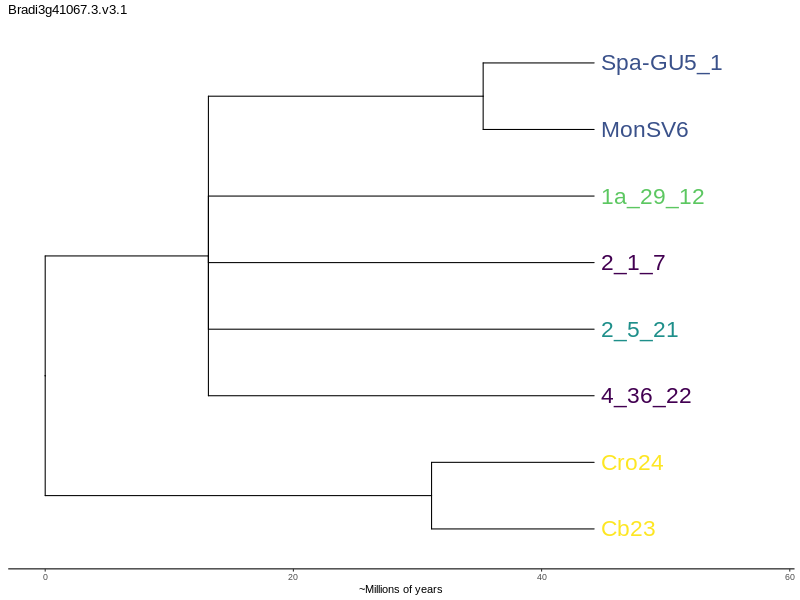 Bradi3g41067.3.v3.1
Spa-GU5_1
MonSV6
1a_29_12
2_1_7
2_5_21
4_36_22
Cro24
Cb23
0 20 40 60
~Millions of years